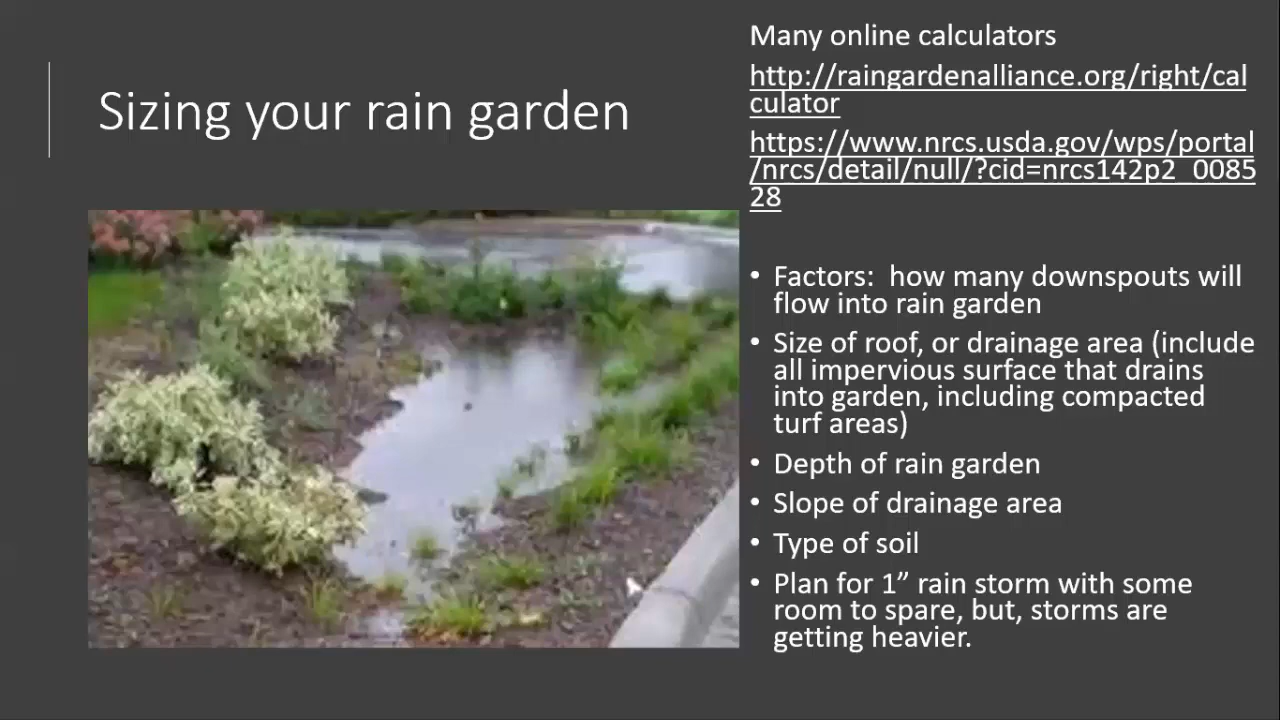 Sizing your rain garden
Many online calculators
http://raingardenalliance.org/right/cal
culator
https://www.nrcs.usda.gov/wps/portal
/nrcs/detail/null/?cid=nrcs142p2_0085
28
• Factors:  how many downspouts will
flow into rain garden
• Size of roof, or drainage area (include
all impervious surface that drains
into garden, including compacted
turf areas)
• Depth of rain garden
• Slope of drainage area
• Type of soil
• Plan for 1” rain storm with some
room to spare, but, storms are
getting heavier.